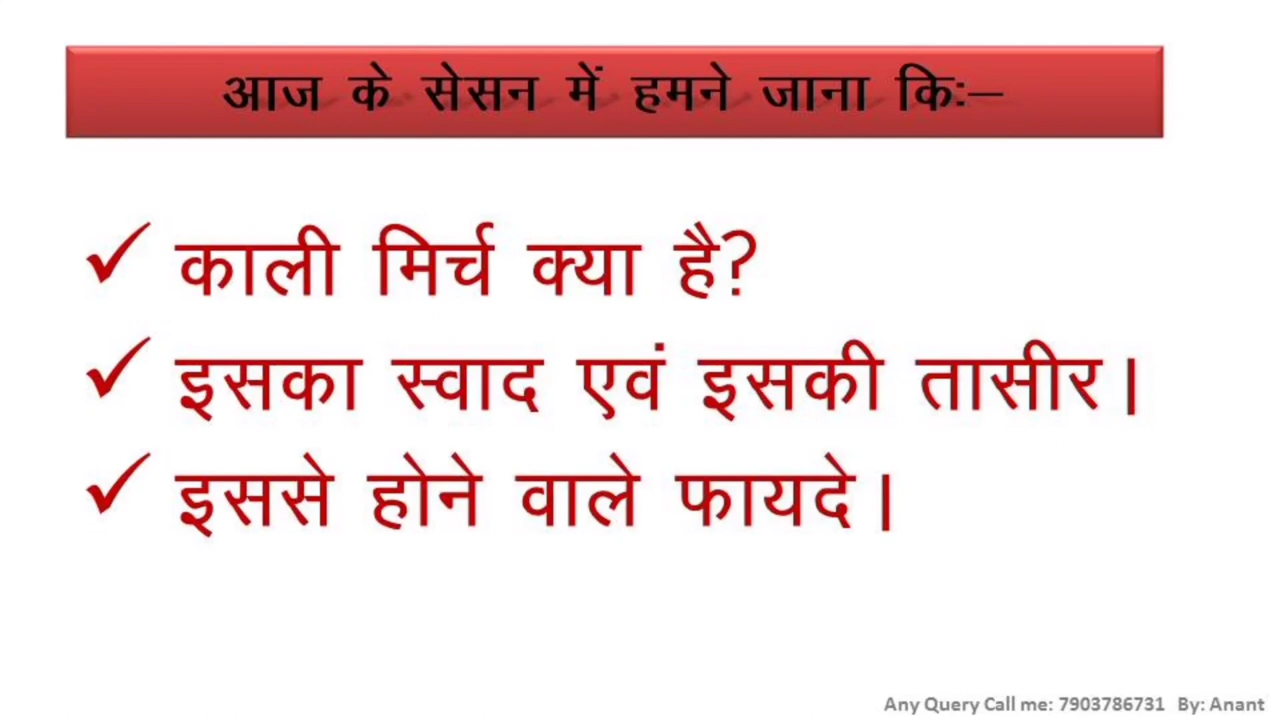 आज के सेसन में हमने जाना कि:–
काली मिर्च क्या है?
इसका स्वाद एवं इसकी तासीर।
इससे होने वाले फायदे।
Any Query Call me: 7903786731 By: Anant